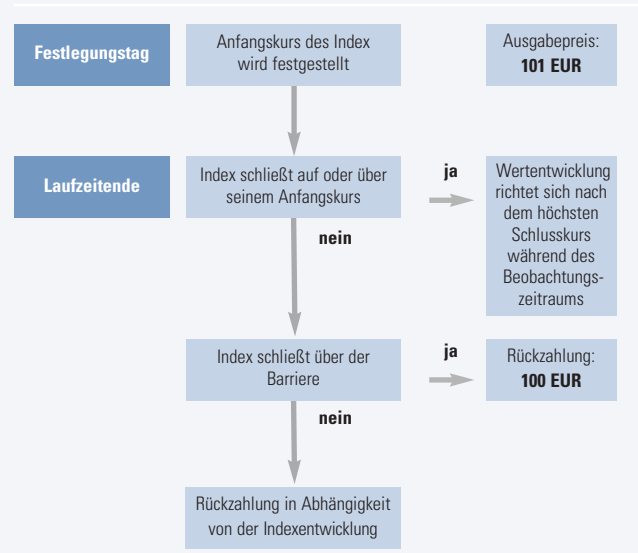 Festlegungstag
Anfangskurs des Index
wird festgestellt
Ausgabepreis:
101 EUR
Laufzeitende
Index schließt auf oder über
seinem Anfangskurs
ja
Wertentwicklung
richtet sich nach
dem höchsten
Schlusskurs
während des
Beobachtungs-
zeitraums
nein
Index schließt über der
Barriere
ja
Rückzahlung:
100 EUR
nein
Rückzahlung in Abhängigkeit
von der Indexentwicklung